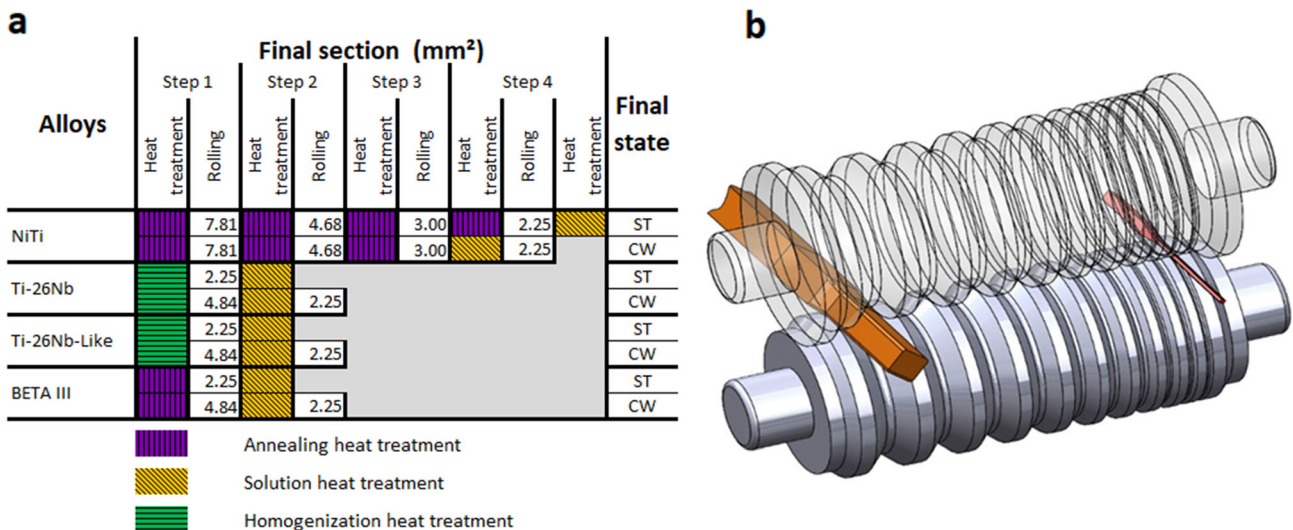 a
b
Final section (mm²)
Step 1 Step 2 Step 3 Step 4
Alloys
Heat treatment Rolling Heat treatment Rolling Heat treatment Rolling Heat treatment Rolling Heat treatment
Final state
NiTi
7.81 4.68 3.00 2.25 ST
7.81 4.68 3.00 2.25 CW
Ti-26Nb
2.25 ST
4.84 2.25 CW
Ti-26Nb-Like
2.25 ST
4.84 2.25 CW
BETA III
2.25 ST
4.84 2.25 CW
Annealing heat treatment
Solution heat treatment
Homogenization heat treatment